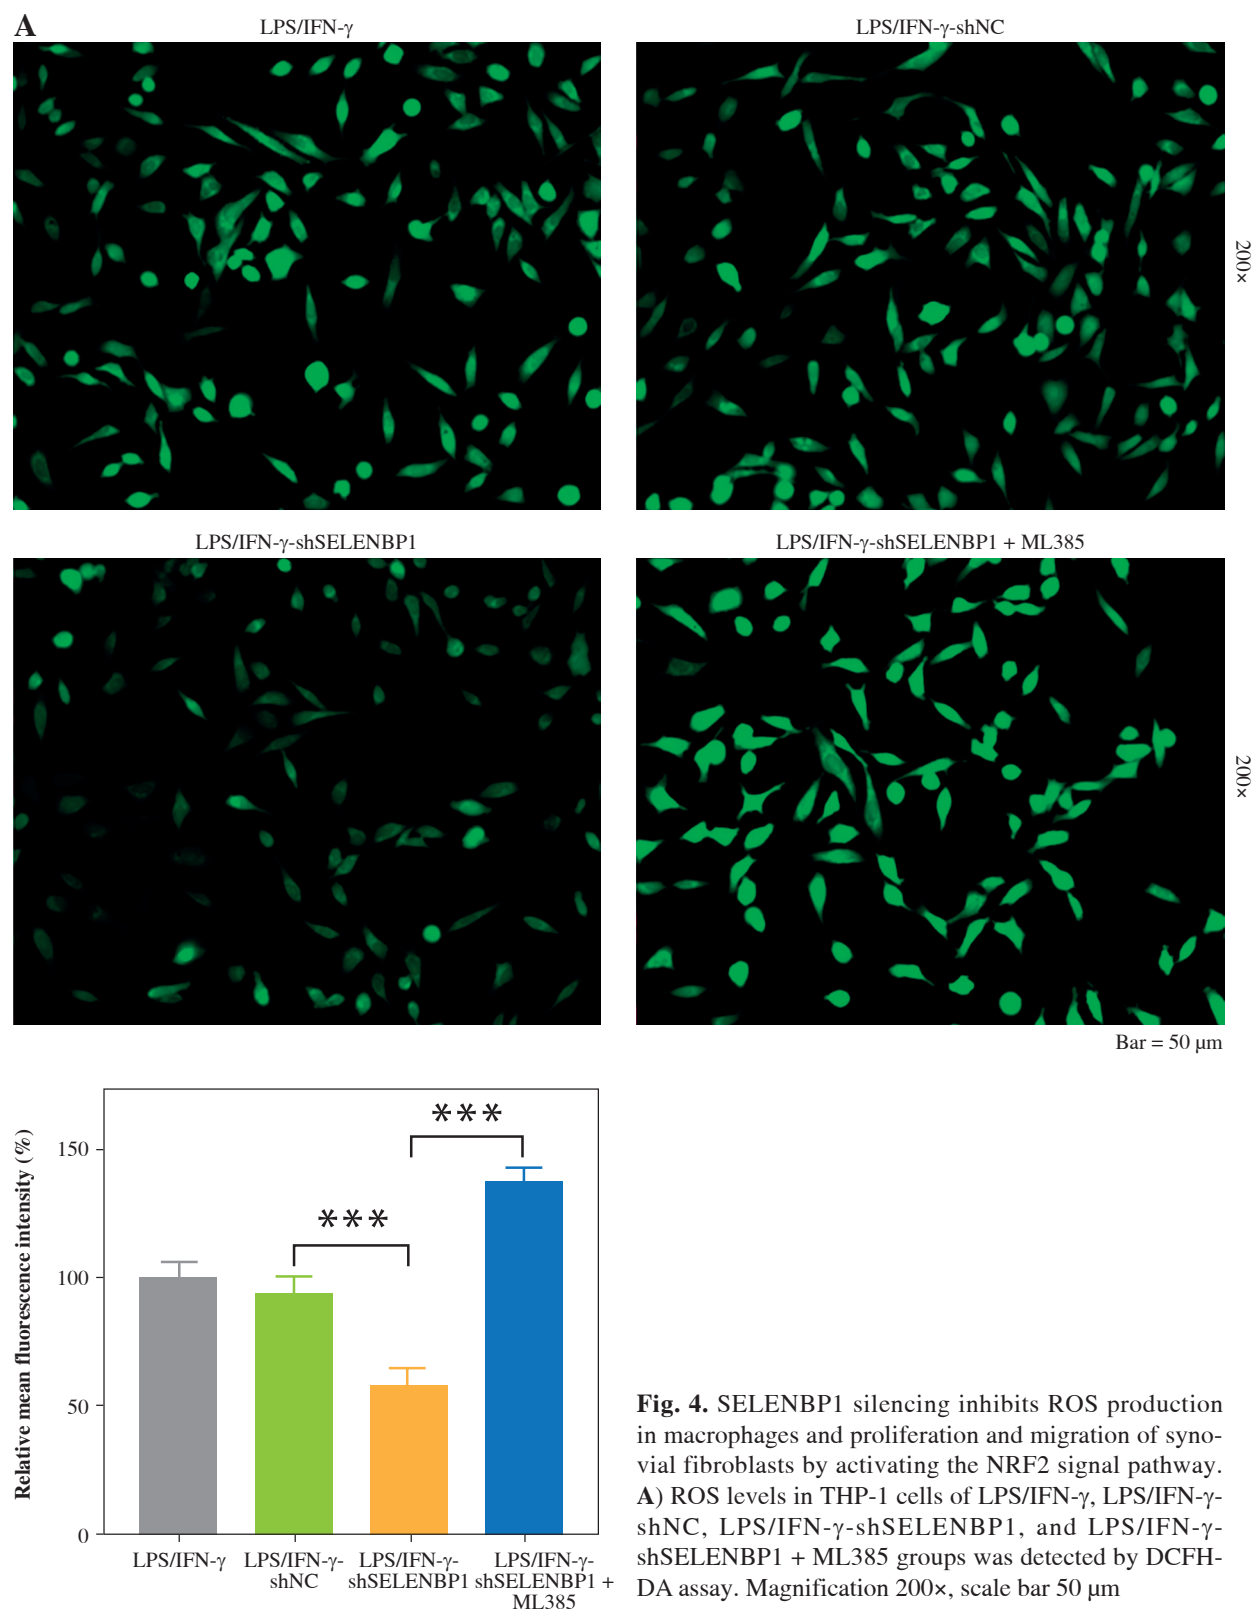 A
LPS/IFN-γ
LPS/IFN-γ-shNC
200×
LPS/IFN-γ-shSELENBP1
LPS/IFN-γ-shSELENBP1 + ML385
200×
Bar = 50 µm
Relative mean fluorescence intensity (%)
150
100
50
0
***
***
LPS/IFN-γ
LPS/IFN-γ-
shNC
LPS/IFN-γ-
shSELENBP1
LPS/IFN-γ-
shSELENBP1 +
ML385
Fig. 4. SELENBP1 silencing inhibits ROS production
in macrophages and proliferation and migration of syno-
vial fibroblasts by activating the NRF2 signal pathway.
A) ROS levels in THP-1 cells of LPS/IFN-γ, LPS/IFN-γ-
shNC, LPS/IFN-γ-shSELENBP1, and LPS/IFN-γ-
shSELENBP1 + ML385 groups was detected by DCFH-
DA assay. Magnification 200×, scale bar 50 µm